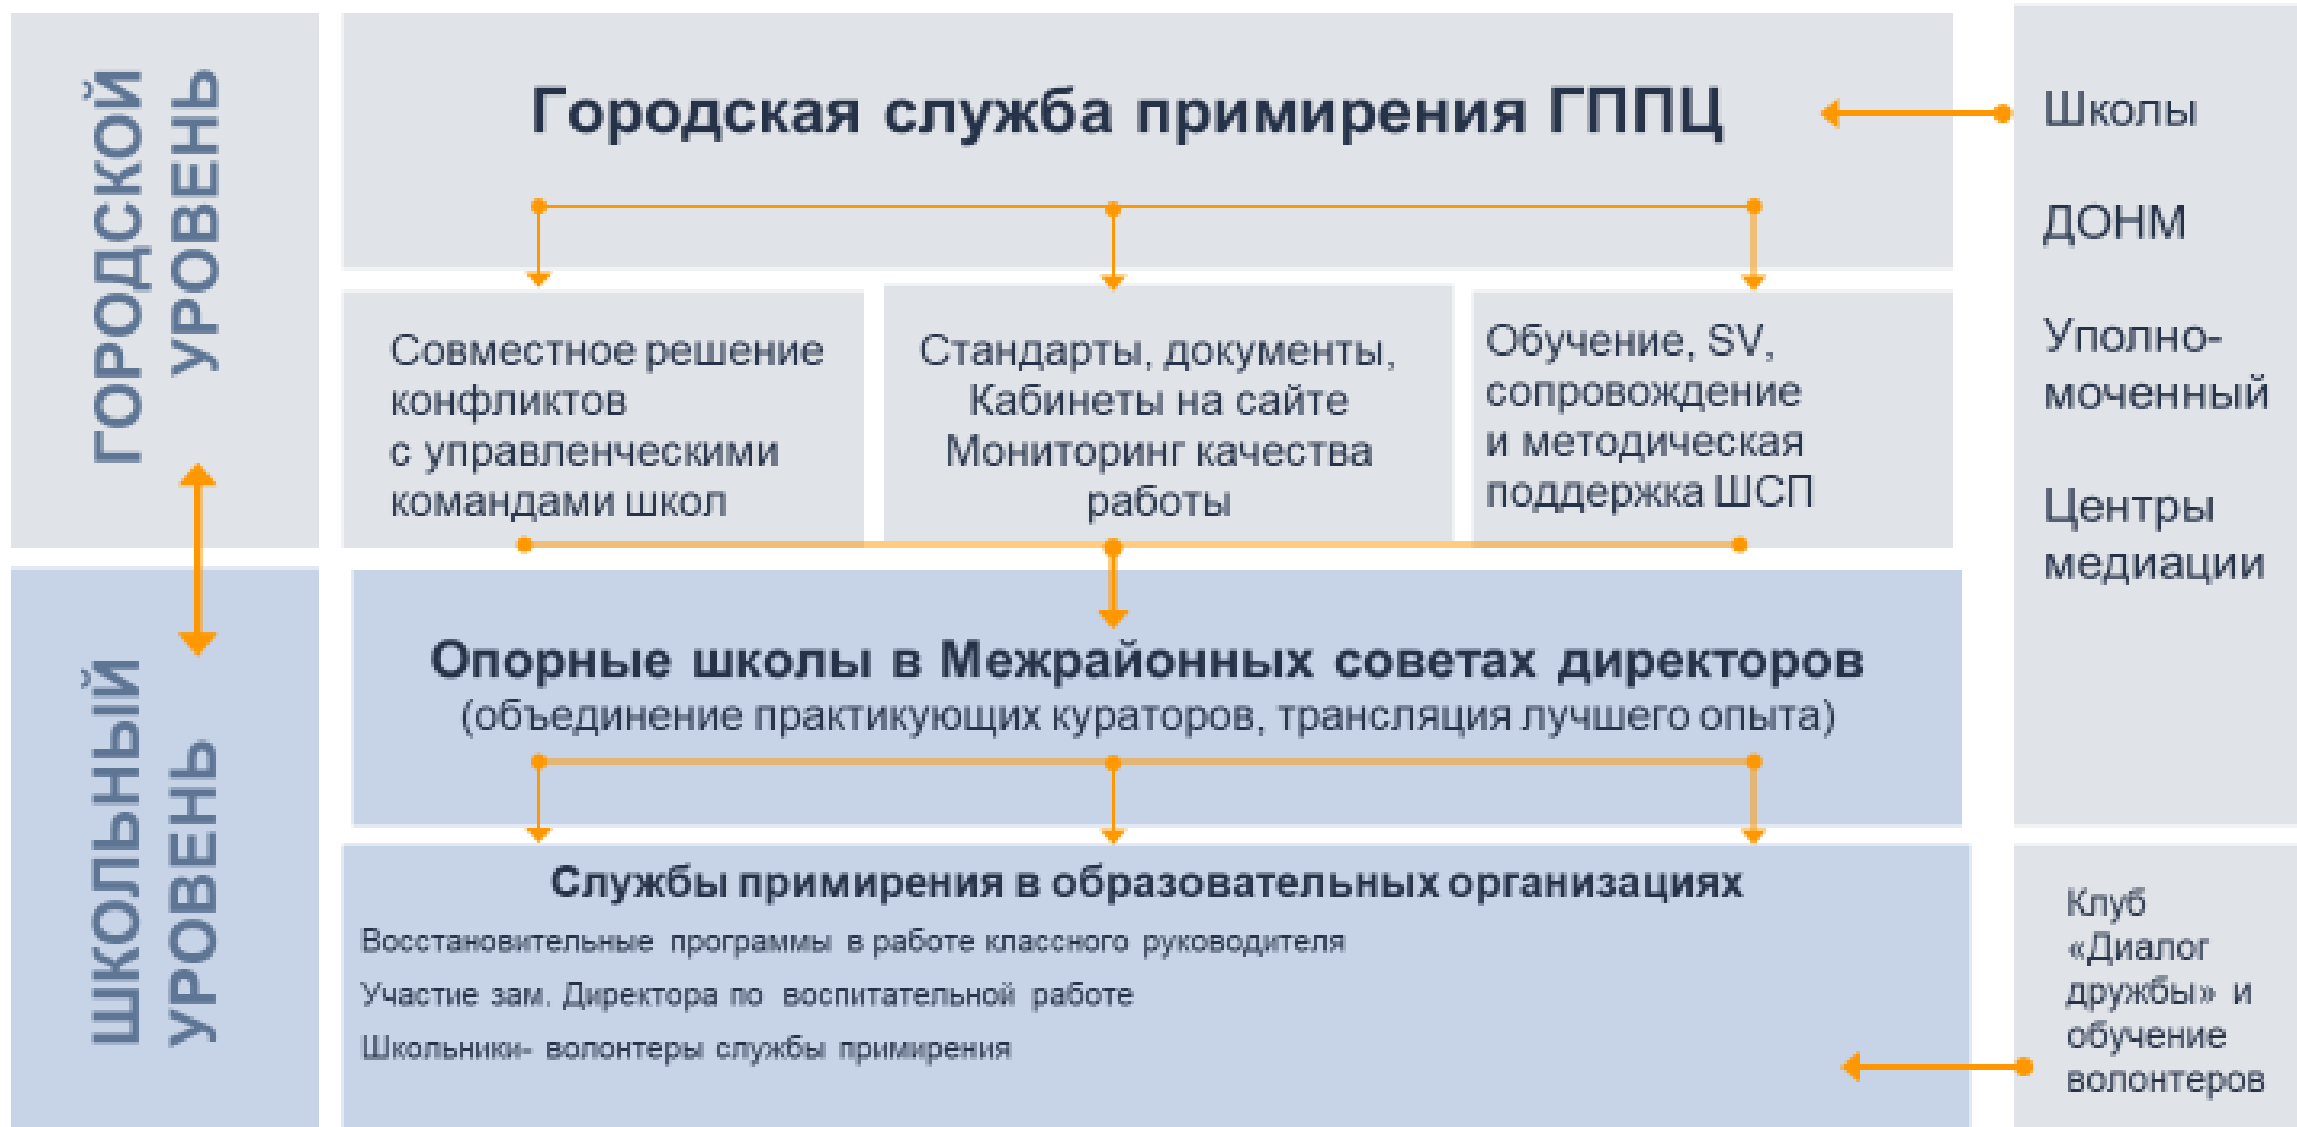 ГОРОДСКОЙ
УРОВЕНЬ
Городская служба примирения ГППЦ
Совместное решение
конфликтов
с управленческими
командами школ
Стандарты, документы,
Кабинеты на сайте
Мониторинг качества
работы
Обучение, SV,
сопровождение
и методическая
поддержка ШСП
Школы
ДОНМ
Уполно-
моченный
Центры
медиации
ШКОЛЬНЫЙ
УРОВЕНЬ
Опорные школы в Межрайонных советах директоров
(объединение практикующих кураторов, трансляция лучшего опыта)
Службы примирения в образовательных организациях
Восстановительные программы в работе классного руководителя
Участие зам. Директора по воспитательной работе
Школьники- волонтеры службы примирения
Клуб
«Диалог
дружбы» и
обучение
волонтеров